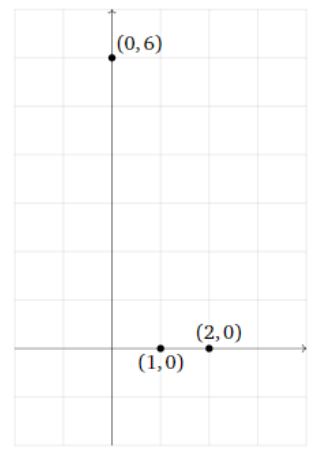 (0, 6)
(2, 0)
(1, 0)